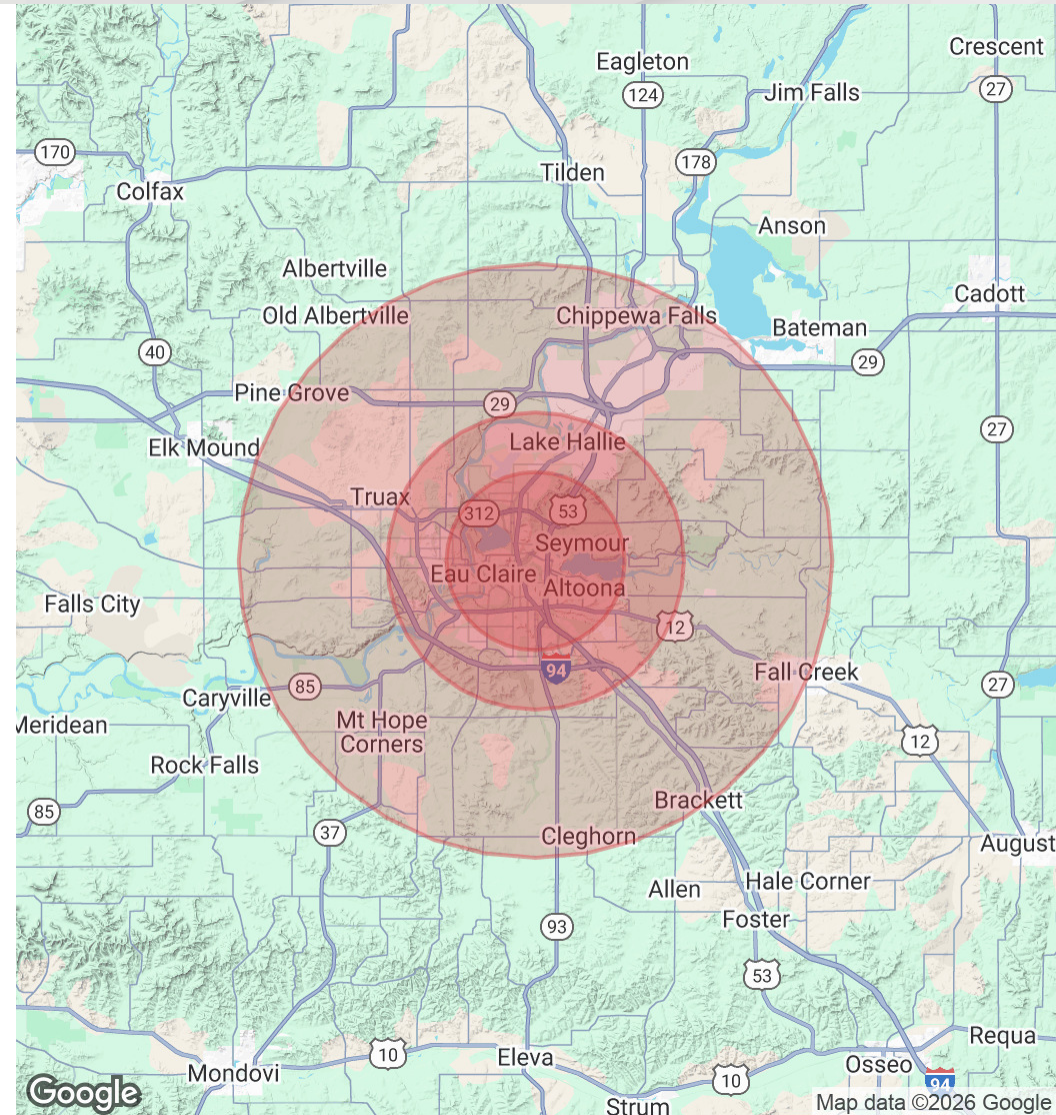 Crescent
Eagleton
27
124
Jim Falls
170
178
Tilden
Colfax
Anson
Albertville
Cadott
Old Albertville
Chippewa Falls
Bateman
40
29
Pine Grove
29
27
Lake Hallie
Elk Mound
Truax
312
53
Seymour
Eau Claire
Altoona
Falls City
12
94
Fall Creek
85
27
Caryville
Meridean
Mt Hope
Corners
12
Rock Falls
Brackett
85
37
Cleghorn
August
Hale Corner
Allen
Foster
93
53
Requa
10
Eleva
Osseo
Mondovi
10
94
Google
Strum
Map data ©2026 Google